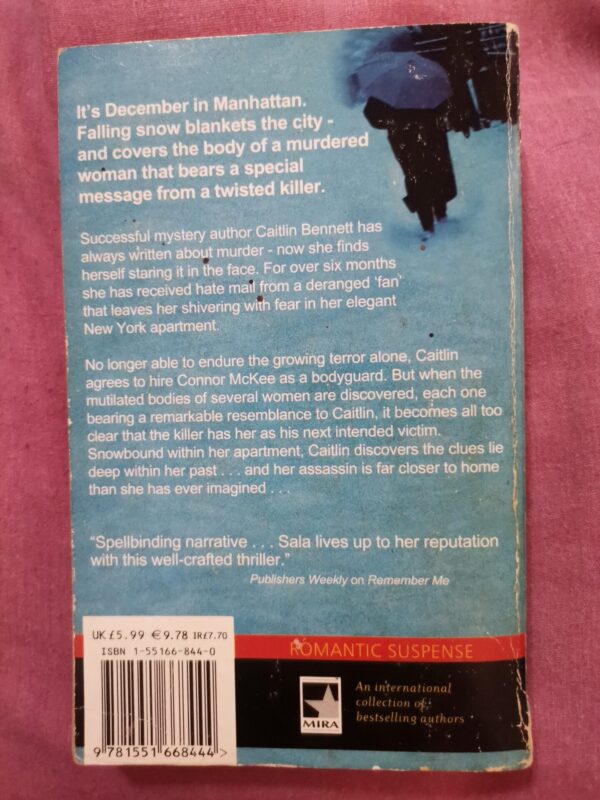 It's December in Manhattan.
Falling snow blankets the city -
and covers the body of a murdered
woman that bears a special
message from a twisted killer.
Successful mystery author Caitlin Bennett has
always written about murder - now she finds
herself staring it in the face. For over six months
she has received hate mail from a deranged 'fan'
that leaves her shivering with fear in her elegant
New York apartment.
No longer able to endure the growing terror alone, Caitlin
agrees to hire Connor McKee as a bodyguard. But when the
mutilated bodies of several women are discovered, each one
bearing a remarkable resemblance to Caitlin, it becomes all too
clear that the killer has her as his next intended victim.
Snowbound within her apartment, Caitlin discovers the clues lie
deep within her past . . . and her assassin is far closer to home
than she has ever imagined . . .
"Spellbinding narrative . . . Sala lives up to her reputation
with this well-crafted thriller."
Publishers Weekly on Remember Me
UK £5.99 €9.78 IR£7.70
ISBN 1-55166-844-0
9 781551 668444 >
ROMANTIC SUSPENSE
MIRA
An international
collection of
bestselling authors